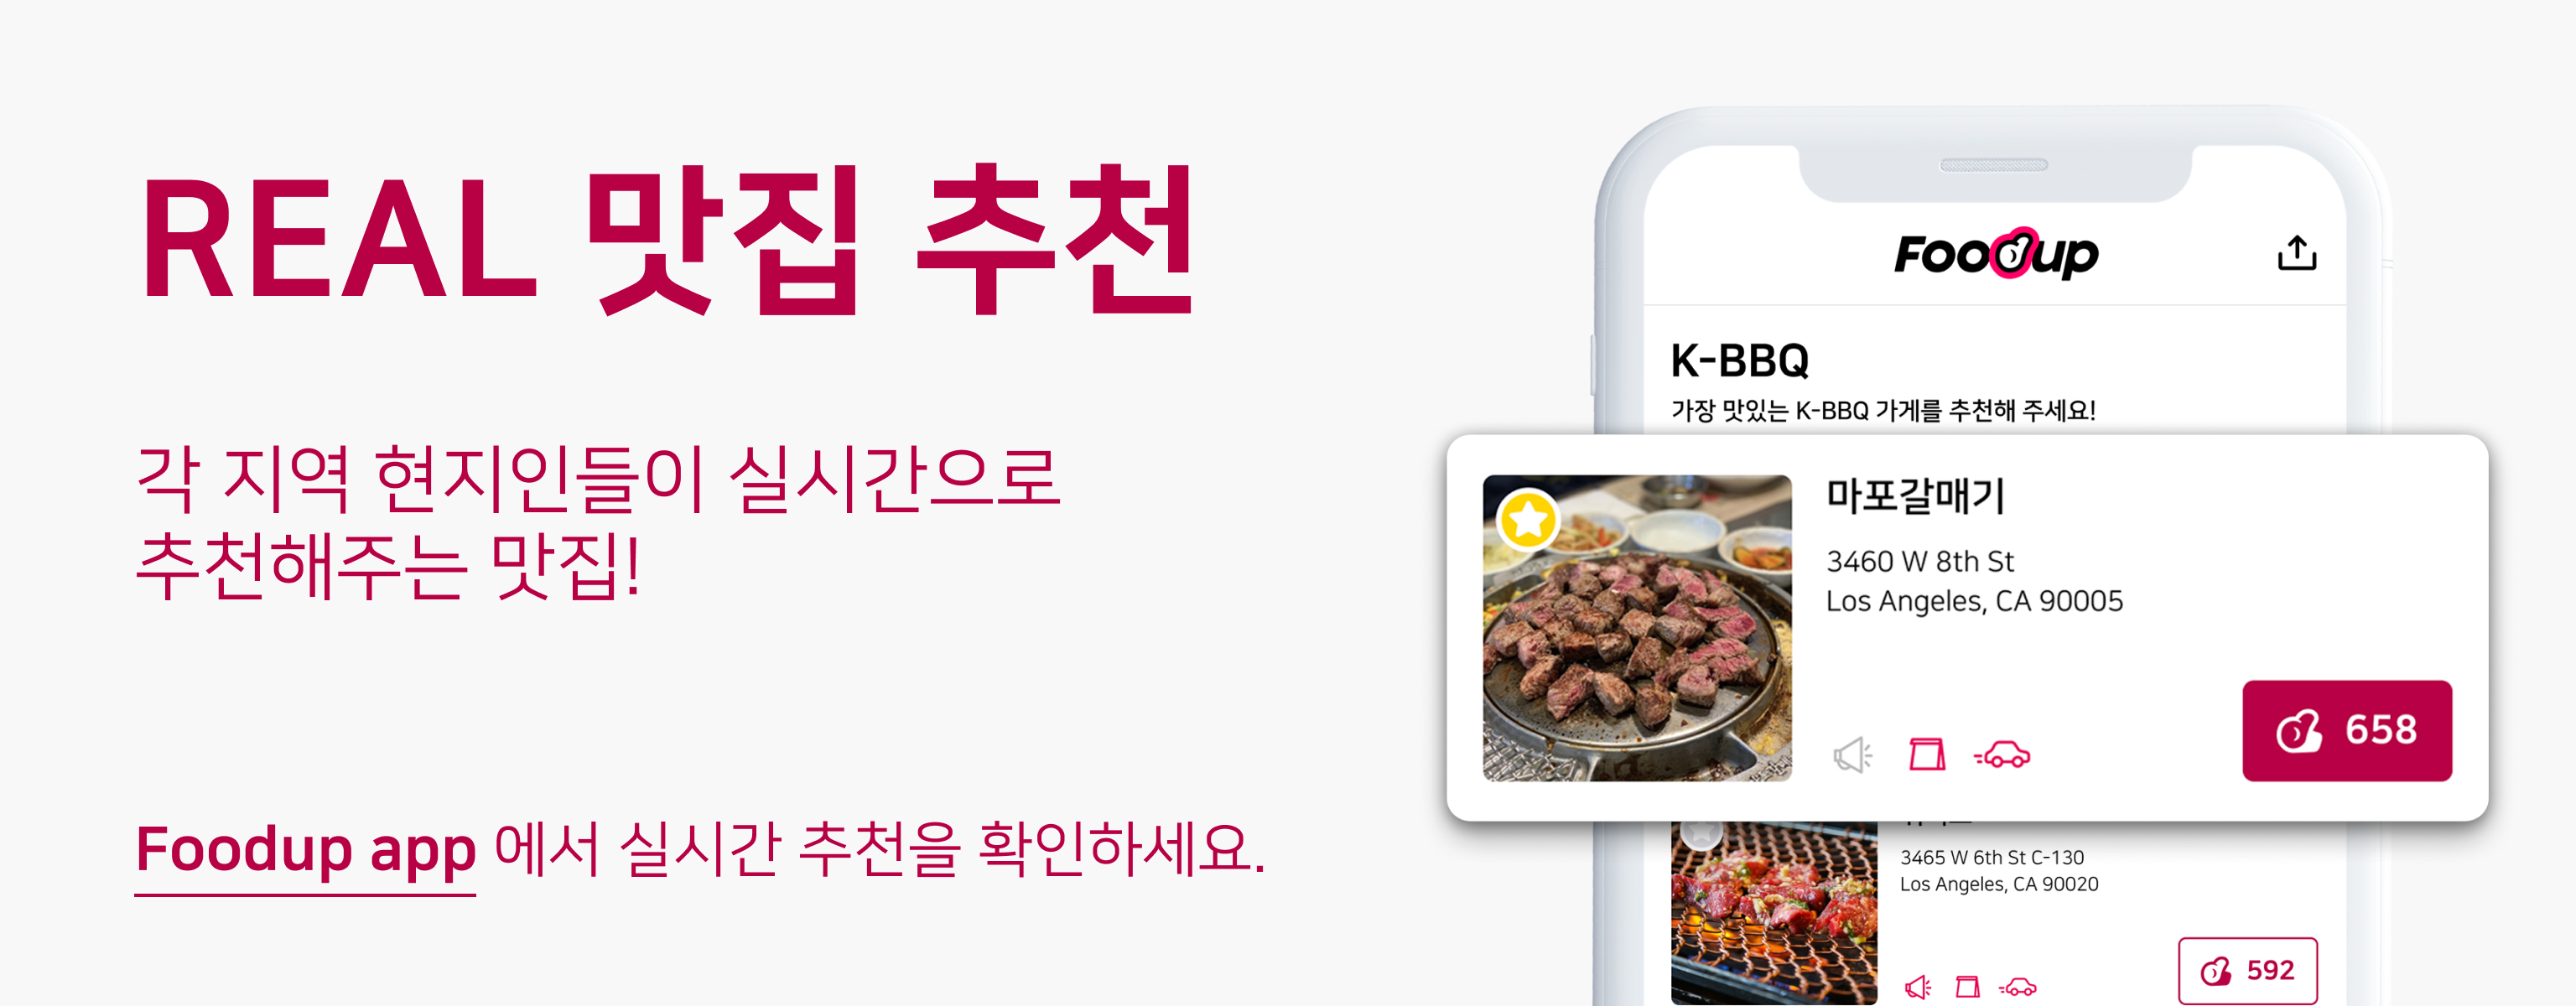 REAL 맛집 추천
각 지역 현지인들이 실시간으로
추천해주는 맛집!
Foodup app 에서 실시간 추천을 확인하세요.
Foodup
K-BBQ
가장 맛있는 K-BBQ 가게를 추천해 주세요!
마포갈매기
3460 W 8th St
Los Angeles, CA 90005
658
3465 W 6th St C-130
Los Angeles, CA 90020
592